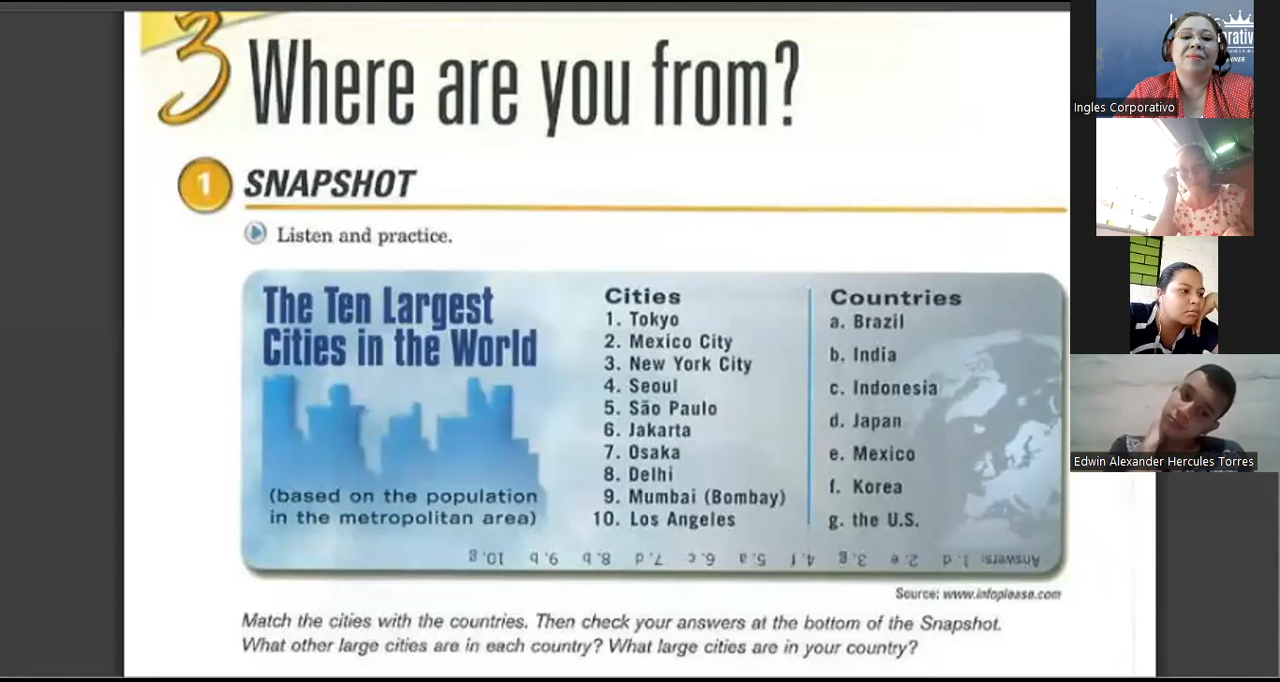 3 Where are you from?
1 SNAPSHOT
Listen and practice.
The Ten Largest
Cities in the World
(based on the population
in the metropolitan area)
Cities
1. Tokyo
2. Mexico City
3. New York City
4. Seoul
5. São Paulo
6. Jakarta
7. Osaka
8. Delhi
9. Mumbai (Bombay)
10. Los Angeles
Countries
a. Brazil
b. India
c. Indonesia
d. Japan
e. Mexico
f. Korea
g. the U.S.
Answers: 1. d 2. e 3. g 4. f 5. a 6. c 7. d 8. b 9. b 10. g
Source: www.infoplease.com
Match the cities with the countries. Then check your answers at the bottom of the Snapshot.
What other large cities are in each country? What large cities are in your country?
Ingles Corporativo
Edwin Alexander Hercules Torres